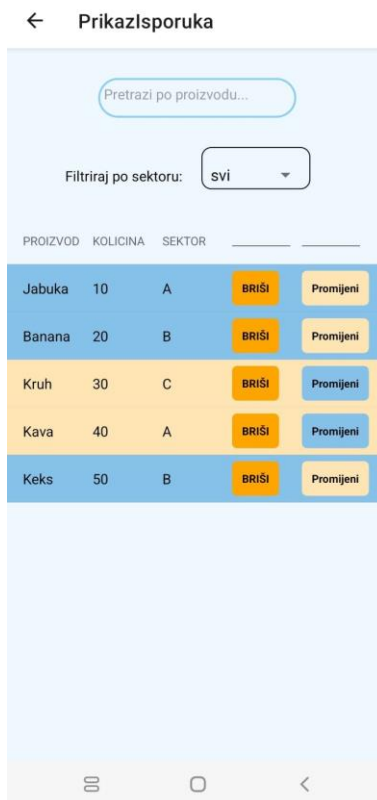 PrikazIsporuka
Pretrazi po proizvodu...
Filtriraj po sektoru: svi
PROIZVOD KOLICINA SEKTOR
Jabuka 10 A BRIŠI Promijeni
Banana 20 B BRIŠI Promijeni
Kruh 30 C BRIŠI Promijeni
Kava 40 A BRIŠI Promijeni
Keks 50 B BRIŠI Promijeni